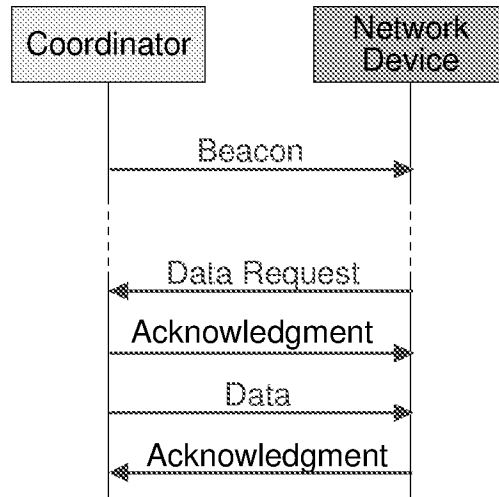 Coordinator
Network
Device
Beacon
Data Request
Acknowledgment
Data
Acknowledgment